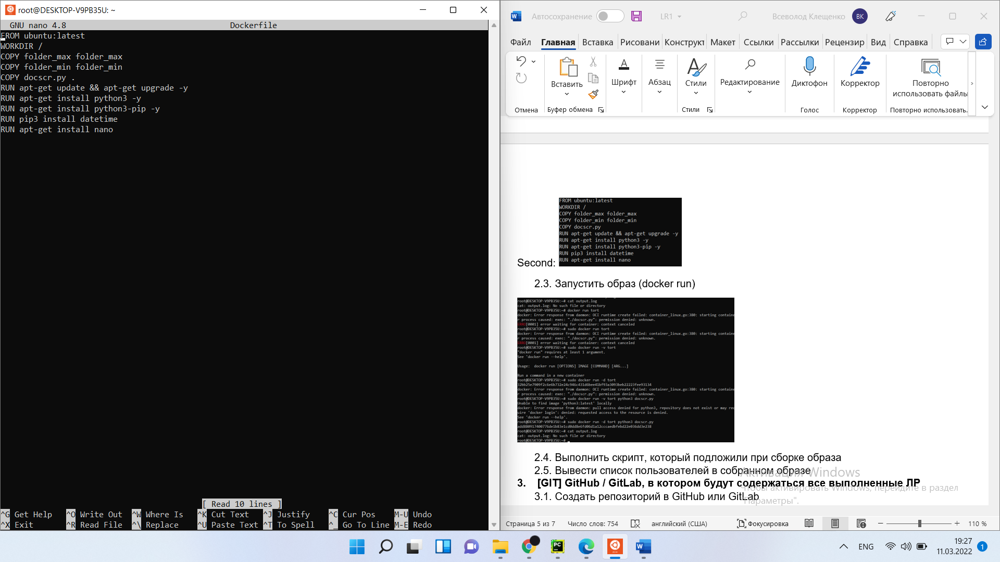 root@DESKTOP-V9PB35U: ~
GNU nano 4.8 Dockerfile
FROM ubuntu:latest
WORKDIR /
COPY folder_max folder_max
COPY folder_min folder_min
COPY docscr.py .
RUN apt-get update && apt-get upgrade -y
RUN apt-get install python3 -y
RUN apt-get install python3-pip -y
RUN pip3 install datetime
RUN apt-get install nano
[ Read 10 lines ]
^G Get Help ^O Write Out ^W Where Is ^K Cut Text ^J Justify ^C Cur Pos M-U Undo
^X Exit ^R Read File ^\ Replace ^U Paste Text ^T To Spell ^_ Go To Line M-E Redo
Автосохранение LR1 Всеволод Клещенко ВК
Файл Главная Вставка Рисовани Конструкт Макет Ссылки Рассылки Рецензир Вид Справка
Вставить Шрифт Абзац Стили Редактирование Диктофон Корректор Повторно использовать файлы
Отмена Буфер обмена Стили Голос Корректор Повторно использовать.
FROM ubuntu:latest
WORKDIR /
COPY folder_max folder_max
COPY folder_min folder_min
COPY docscr.py
RUN apt-get update && apt-get upgrade -y
RUN apt-get install python3 -y
RUN apt-get install python3-pip -y
RUN pip3 install datetime
RUN apt-get install nano
Second:
2.3. Запустить образ (docker run)
root@DESKTOP-V9PB35U:~# cat output.log
cat: output.log: No such file or directory
root@DESKTOP-V9PB35U:~# docker run tort
docker: Error response from daemon: OCI runtime create failed: container_linux.go:380: starting containe
r process caused: exec: "./docscr.py": permission denied: unknown.
ERRO[0001] error waiting for container: context canceled
root@DESKTOP-V9PB35U:~# sudo docker run tort
docker: Error response from daemon: OCI runtime create failed: container_linux.go:380: starting containe
r process caused: exec: "./docscr.py": permission denied: unknown.
ERRO[0001] error waiting for container: context canceled
root@DESKTOP-V9PB35U:~# sudo docker run -v tort
"docker run" requires at least 1 argument.
See 'docker run --help'.
Usage: docker run [OPTIONS] IMAGE [COMMAND] [ARG...]
Run a command in a new container
root@DESKTOP-V9PB35U:~# sudo docker run -d tort
docker: Error response from daemon: OCI runtime create failed: container_linux.go:380: starting containe
r process caused: exec: "./docscr.py": permission denied: unknown.
root@DESKTOP-V9PB35U:~# sudo docker run -v tort python3 docscr.py
Unable to find image 'python3:latest' locally
docker: Error response from daemon: pull access denied for python3, repository does not exist or may req
uire 'docker login': denied: requested access to the resource is denied.
See 'docker run --help'.
root@DESKTOP-V9PB35U:~# sudo docker run -d tort python3 docscr.py
root@DESKTOP-V9PB35U:~# cat output.log
cat: output.log: No such file or directory
root@DESKTOP-V9PB35U:~#
2.4. Выполнить скрипт, который подложили при сборке образа
2.5. Вывести список пользователей в собранном образе
3. [GIT] GitHub / GitLab, в котором будут содержаться все выполненные ЛР
3.1. Создать репозиторий в GitHub или GitLab
Активация Windows
Чтобы активировать Windows, перейдите в раздел
"Параметры".
Страница 5 из 7 Число слов: 754 английский (США) Фокусировка 110 %
ENG 19:27
11.03.2022 1